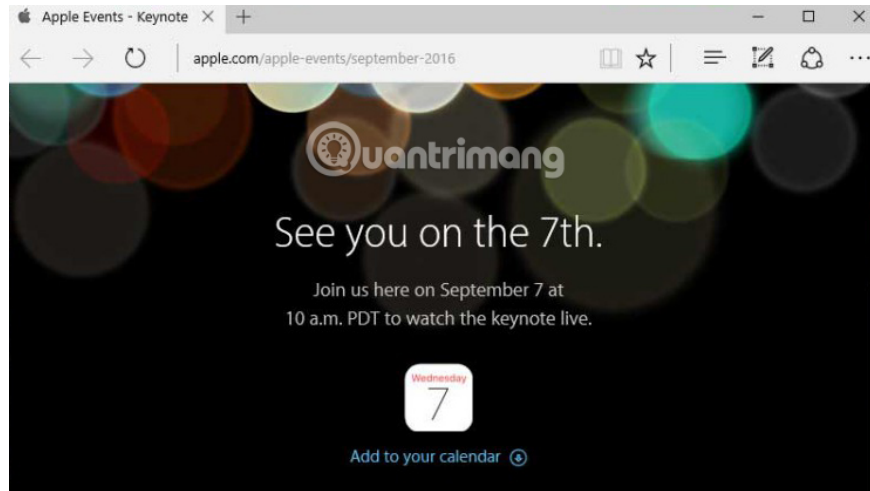 Apple Events - Keynote
apple.com/apple-events/september-2016
Quantrimang
See you on the 7th.
Join us here on September 7 at
10 a.m. PDT to watch the keynote live.
Wednesday
7
Add to your calendar